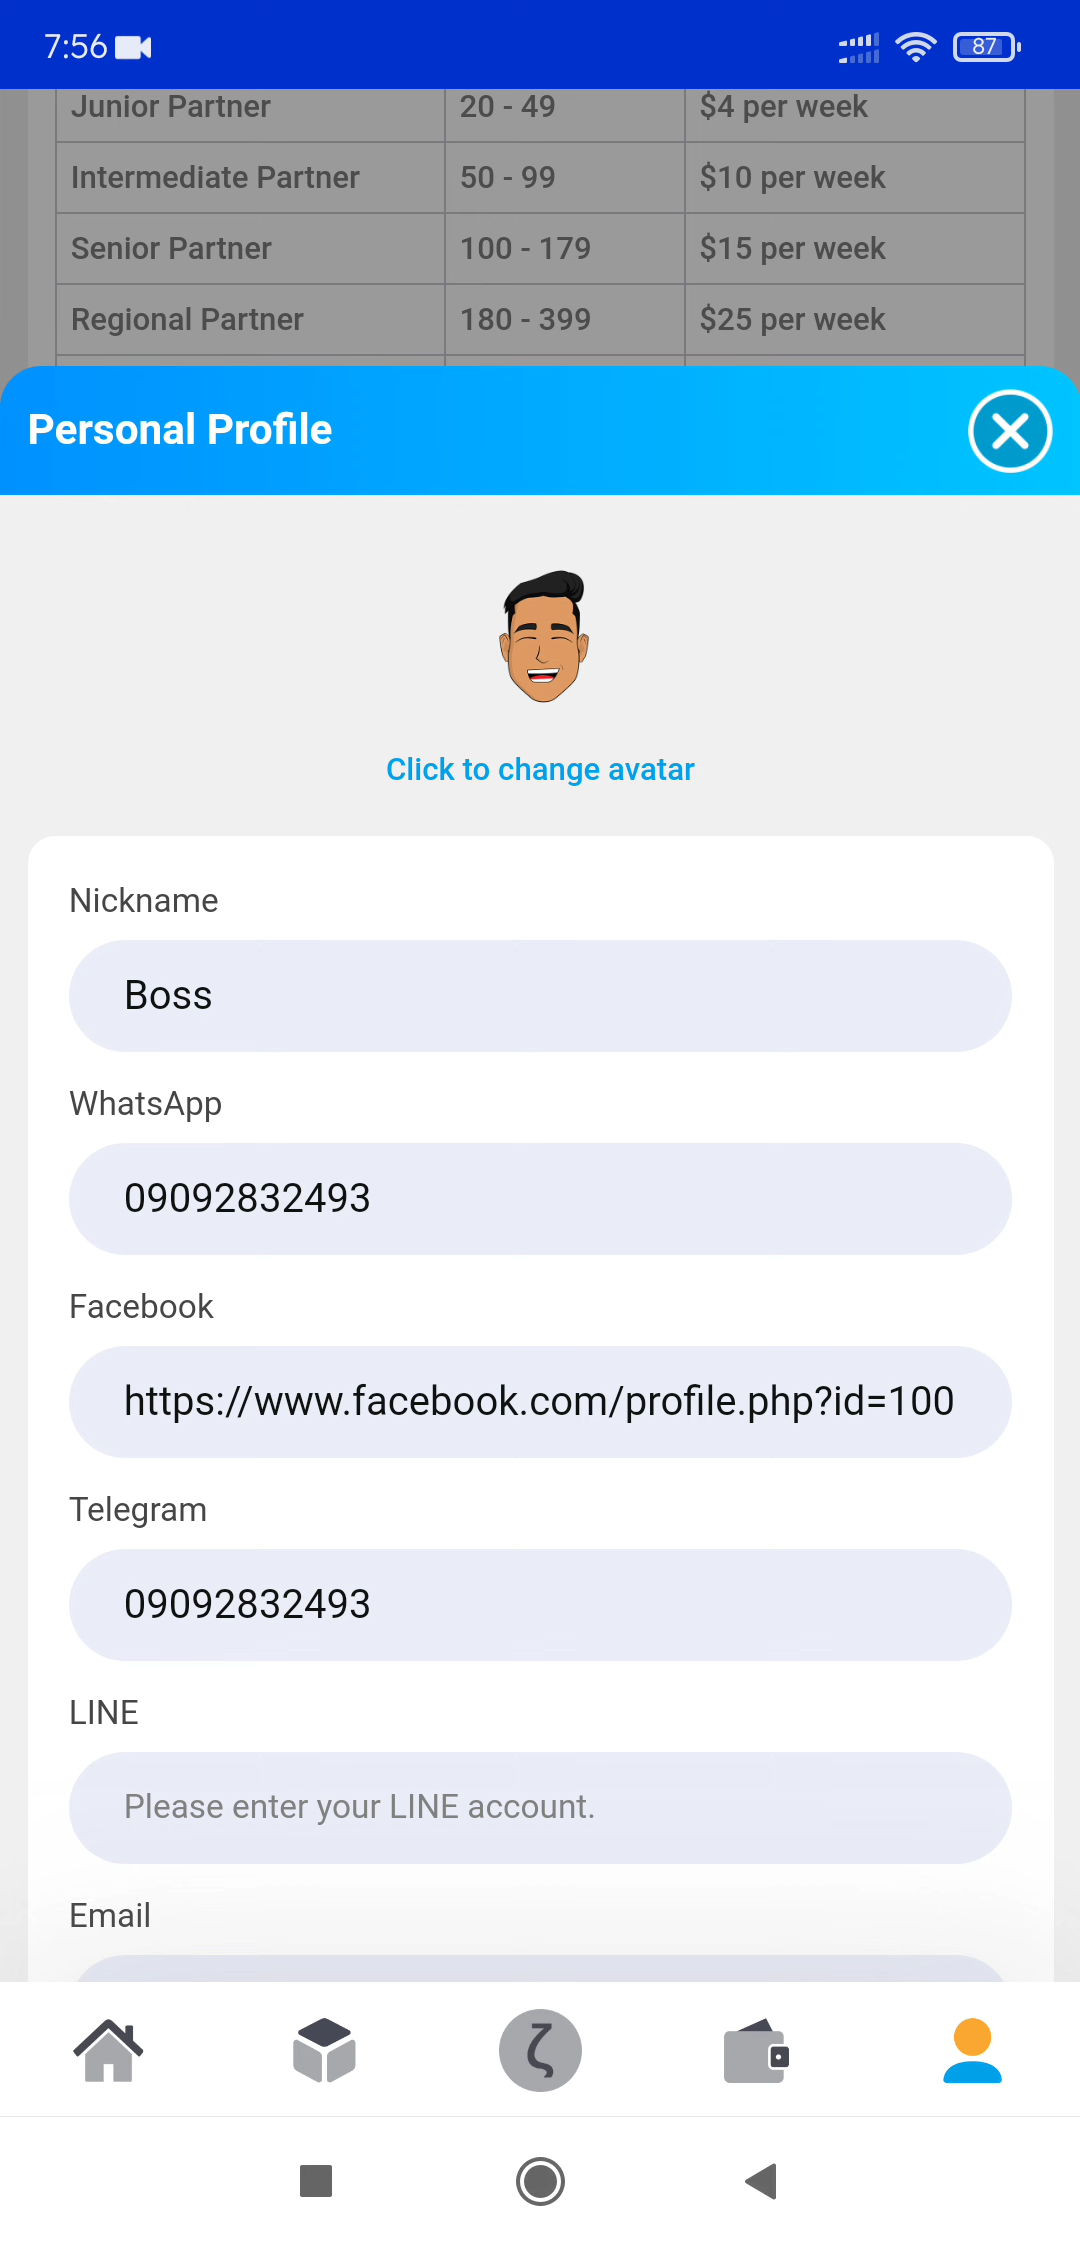 7:56
87
Junior Partner 20 - 49 $4 per week
Intermediate Partner 50 - 99 $10 per week
Senior Partner 100 - 179 $15 per week
Regional Partner 180 - 399 $25 per week
Personal Profile
Click to change avatar
Nickname
Boss
WhatsApp
09092832493
Facebook
https://www.facebook.com/profile.php?id=100
Telegram
09092832493
LINE
Please enter your LINE account.
Email
ζ